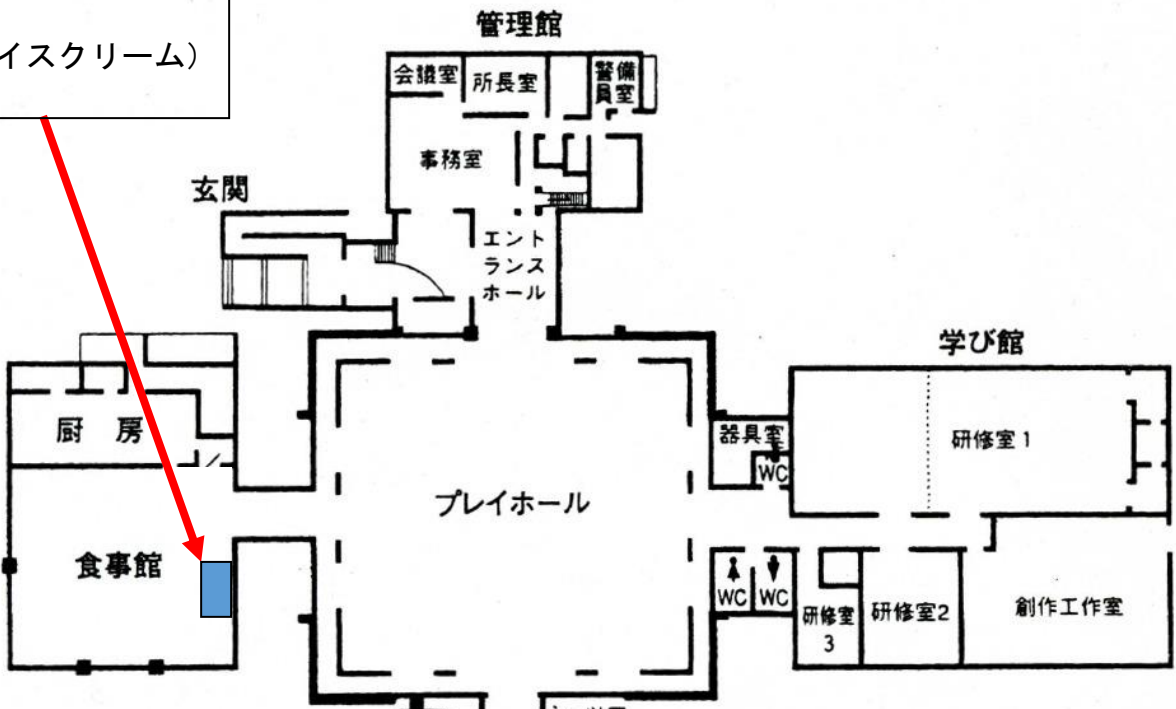 イスクリーム）
管理館
会議室
所長室
警備
員室
事務室
玄関
エント
ランス
ホール
学び館
厨房
器具室
研修室1
WC
プレイホール
食事館
WC
WC
研修室
3
研修室2
創作工作室